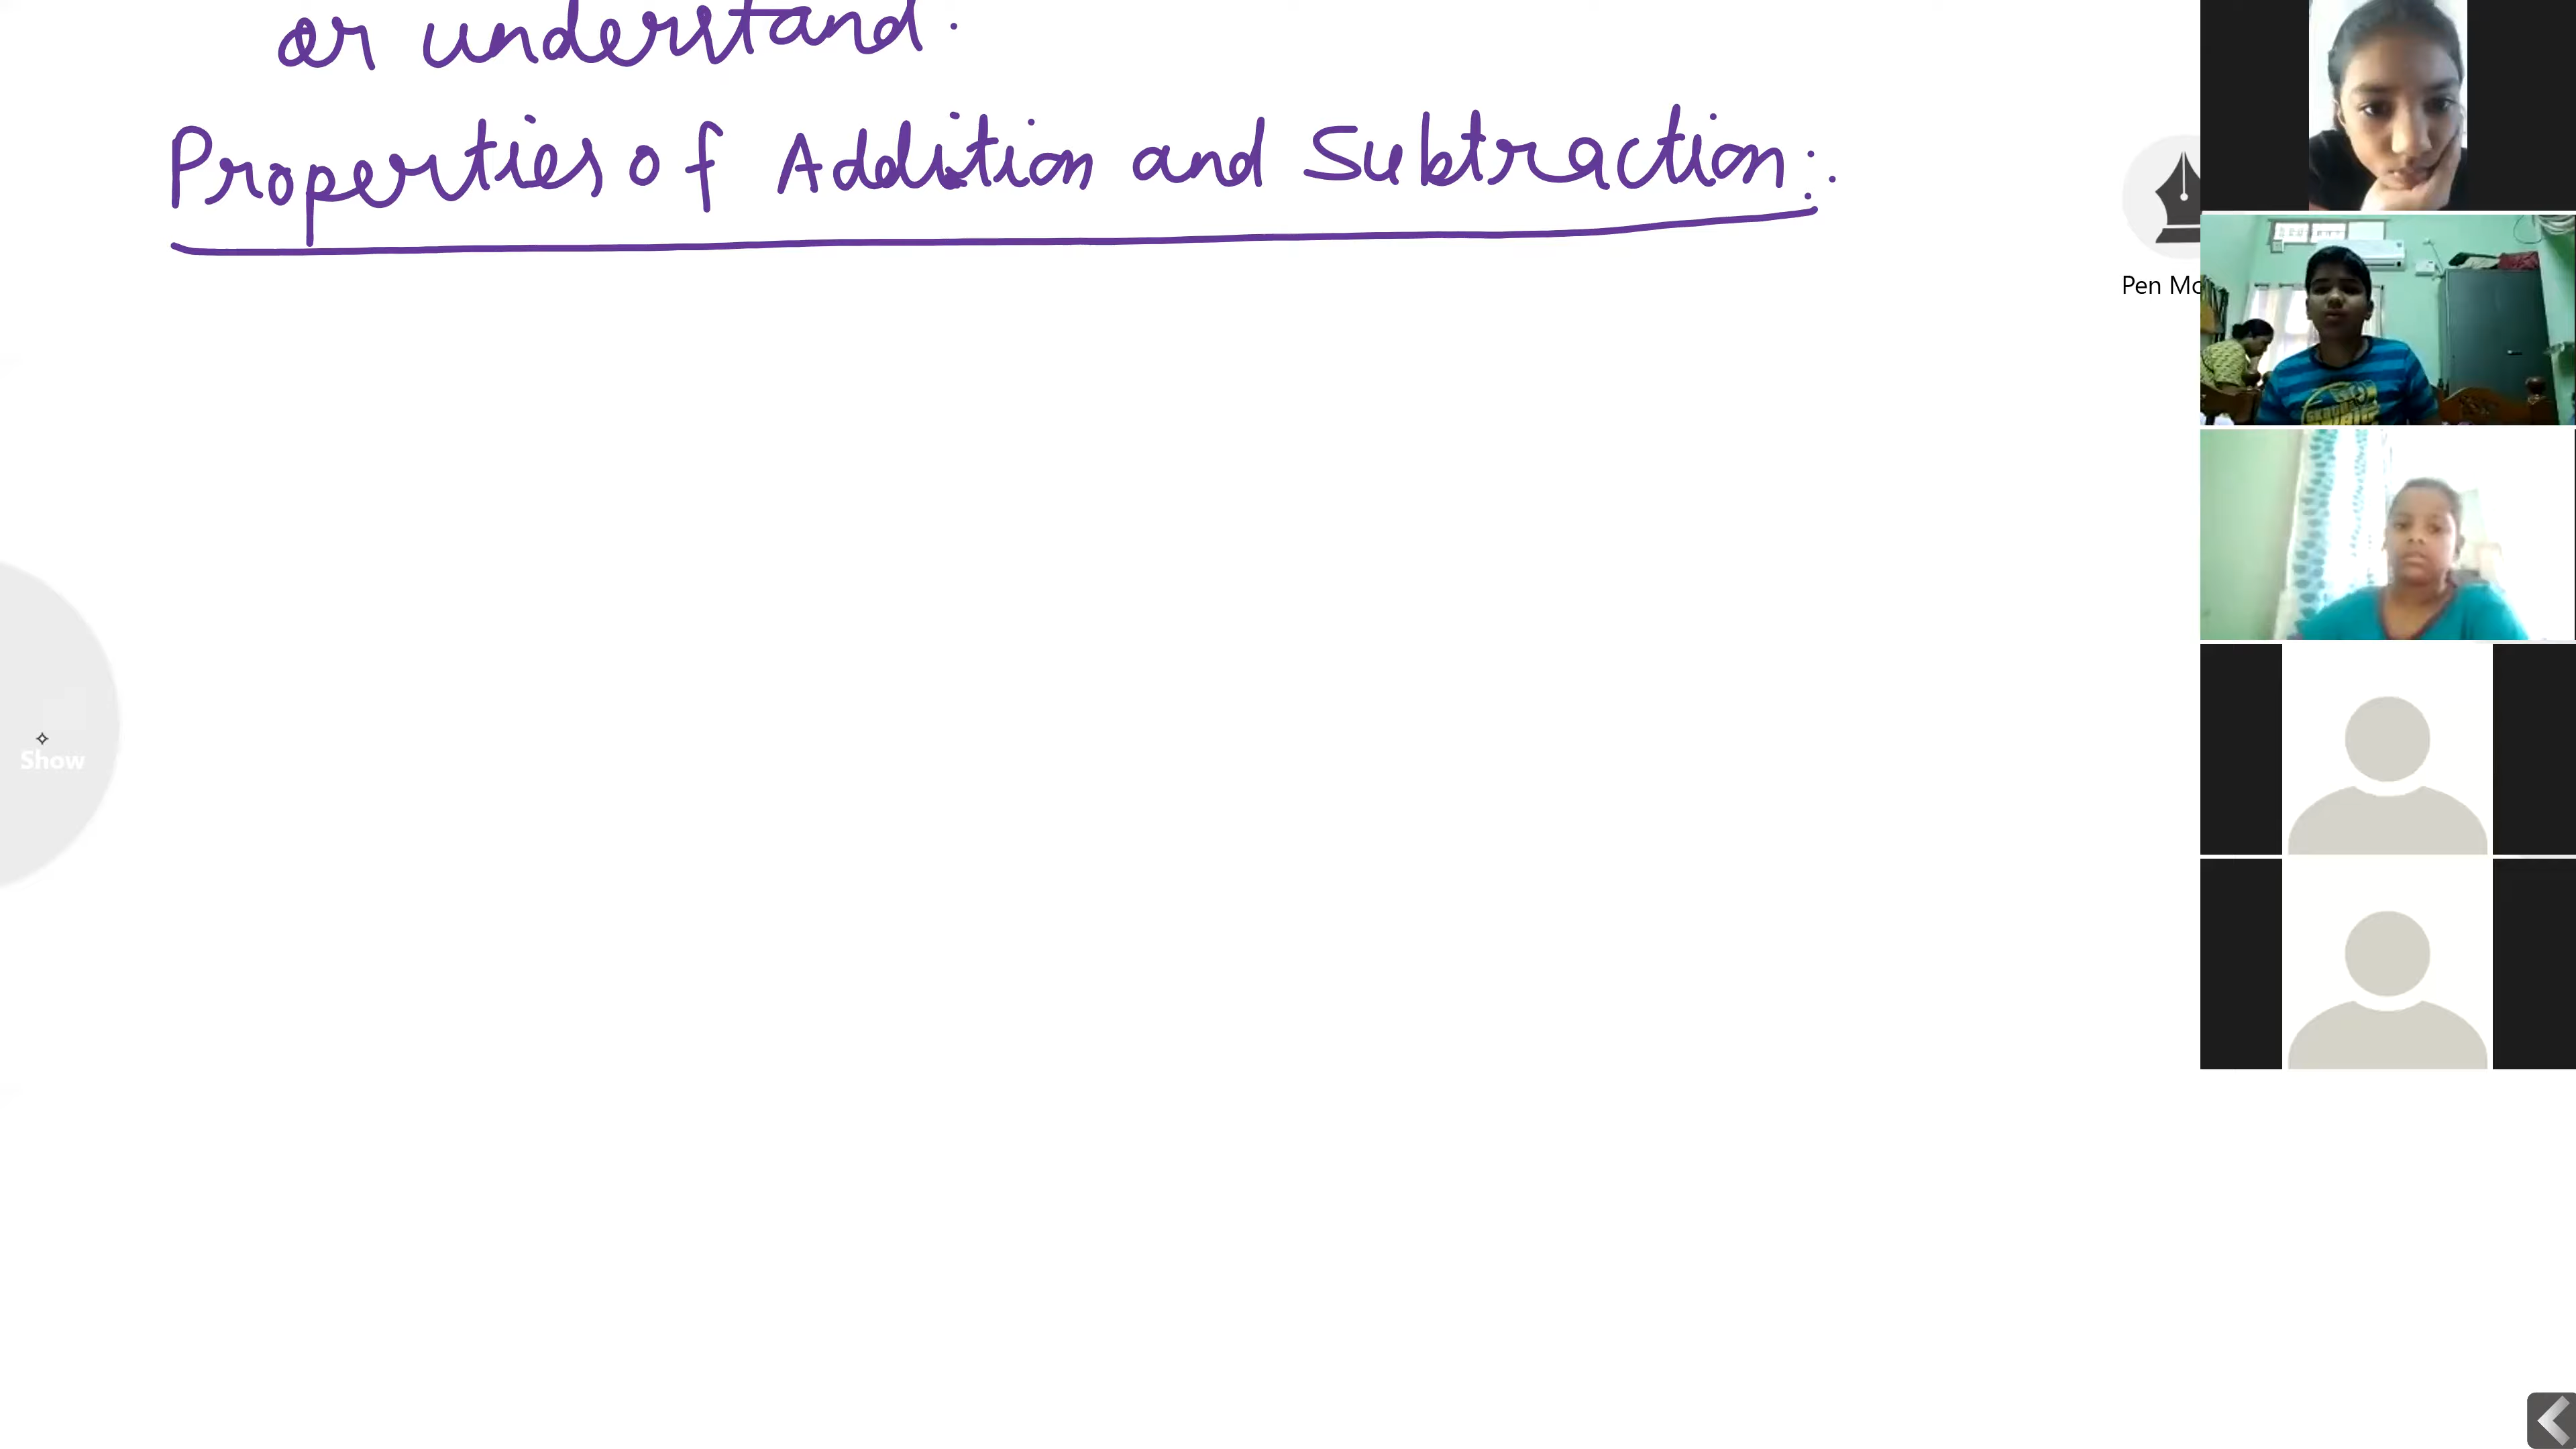 or understand.
Properties of Addition and Subtraction:.
Pen Mo
Show